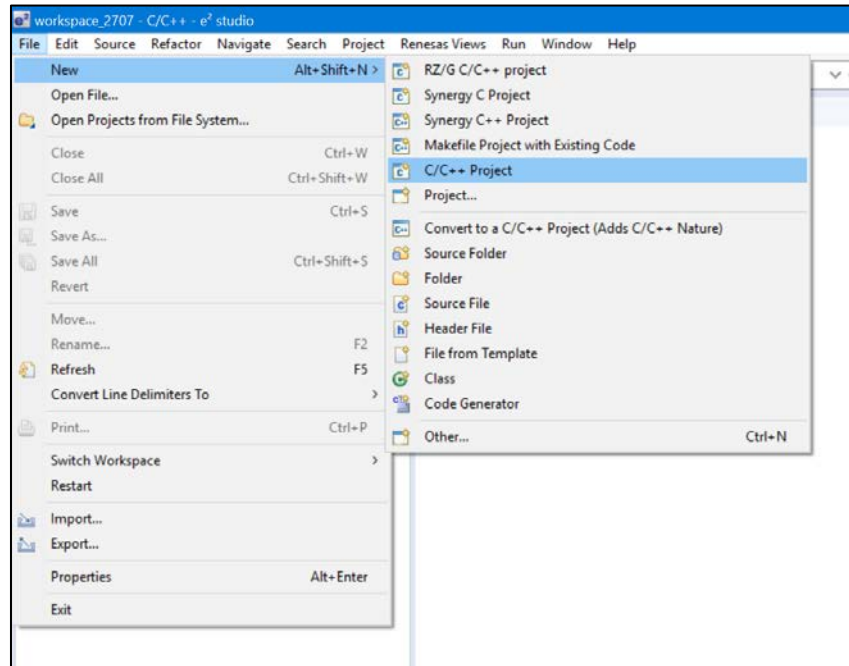 workspace_2707 - C/C++ - e² studio
File Edit Source Refactor Navigate Search Project Renesas Views Run Window Help
New Alt+Shift+N >
Open File...
Open Projects from File System...
Close Ctrl+W
Close All Ctrl+Shift+W
Save Ctrl+S
Save As...
Save All Ctrl+Shift+S
Revert
Move...
Rename... F2
Refresh F5
Convert Line Delimiters To >
Print... Ctrl+P
Switch Workspace >
Restart
Import...
Export...
Properties Alt+Enter
Exit
RZ/G C/C++ project
Synergy C Project
Synergy C++ Project
Makefile Project with Existing Code
C/C++ Project
Project...
Convert to a C/C++ Project (Adds C/C++ Nature)
Source Folder
Folder
Source File
Header File
File from Template
Class
Code Generator
Other... Ctrl+N